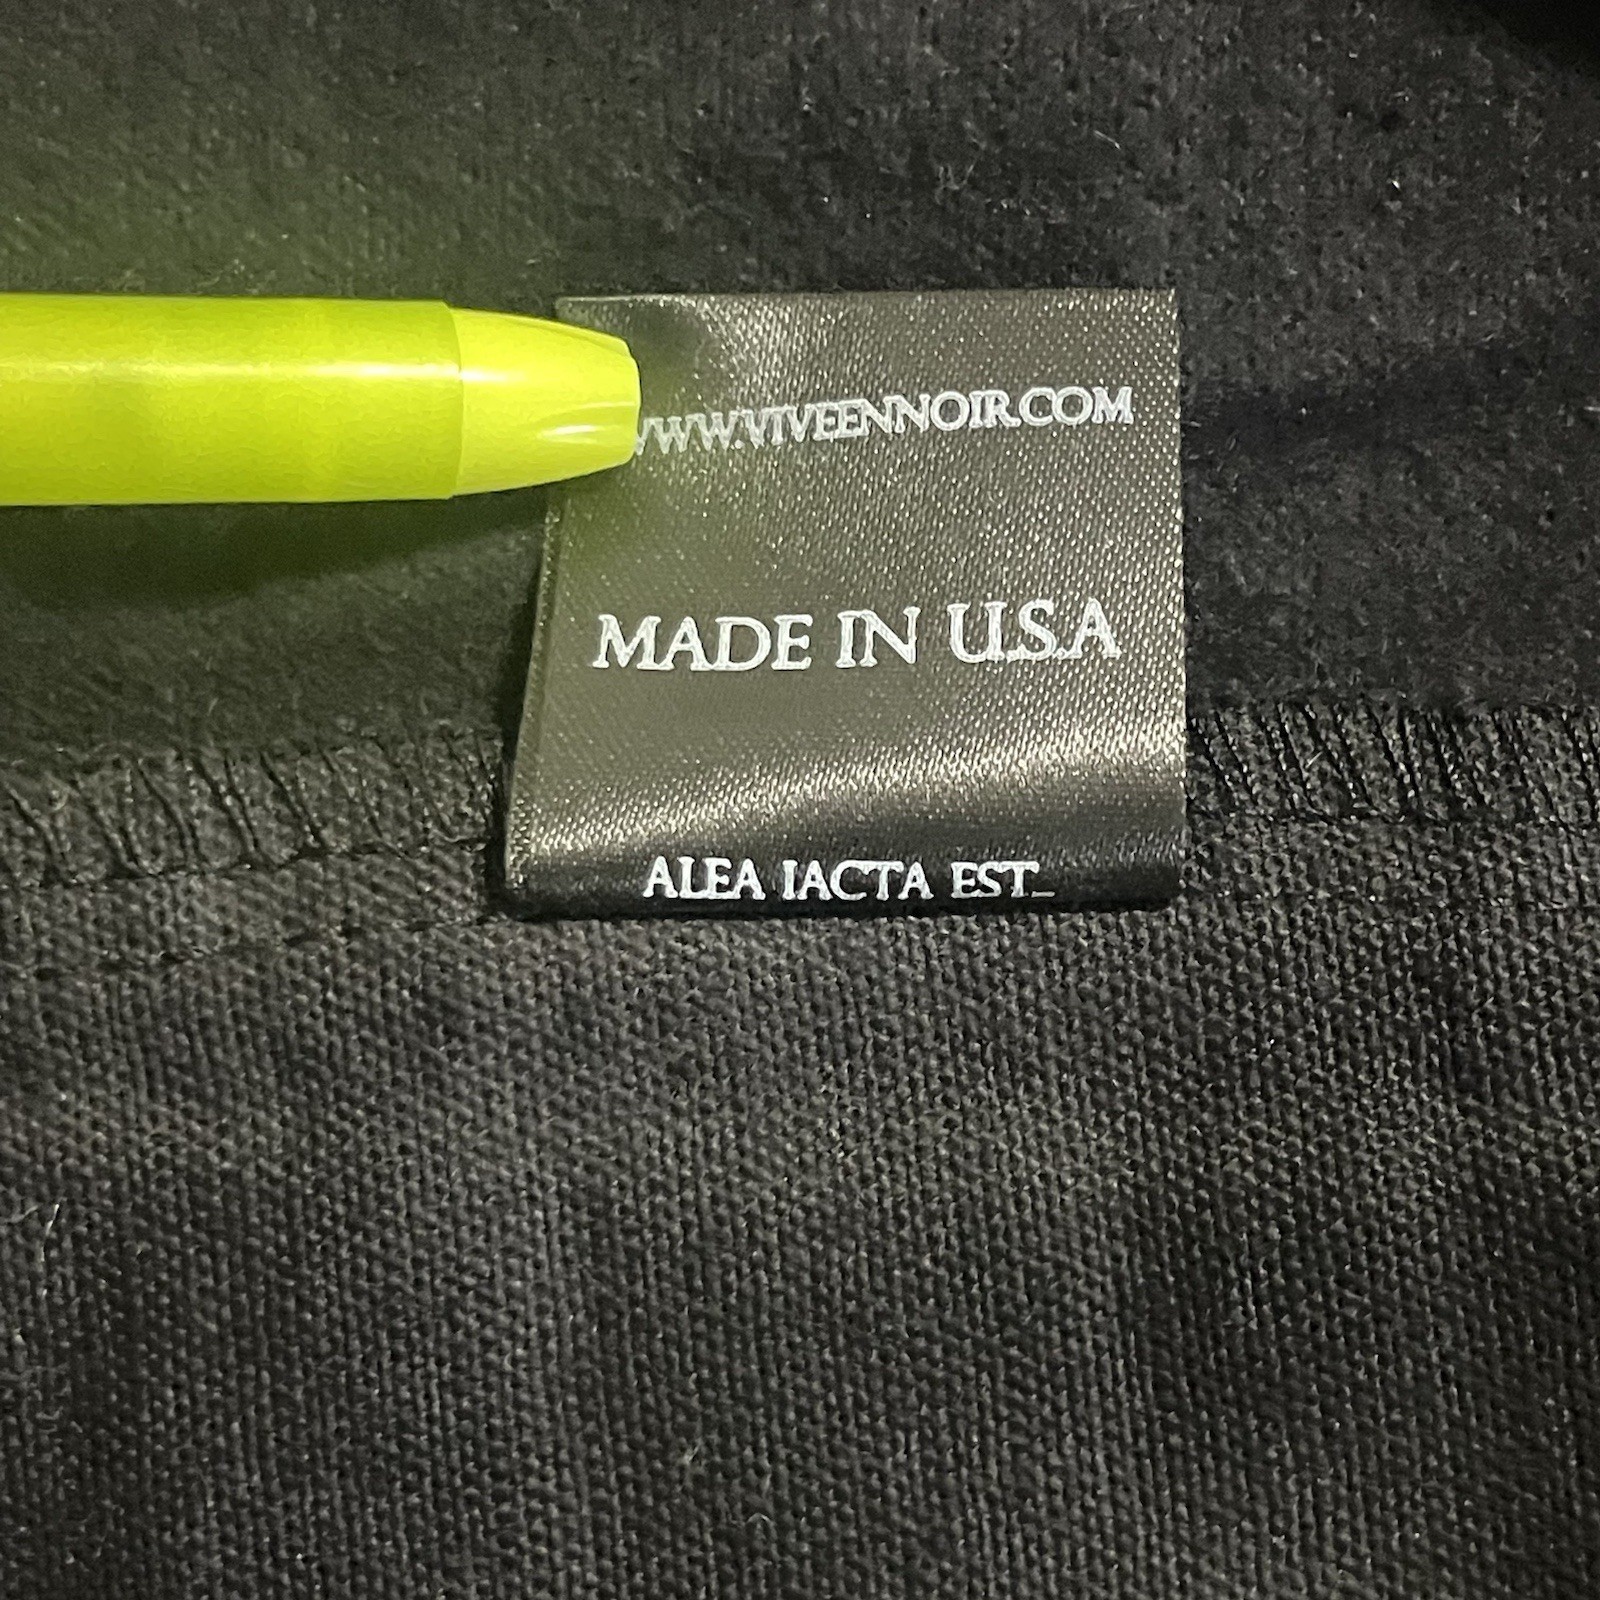 WWW.VIVEENNOIR.COM
MADE IN U.S.A
ALEA IACTA EST_